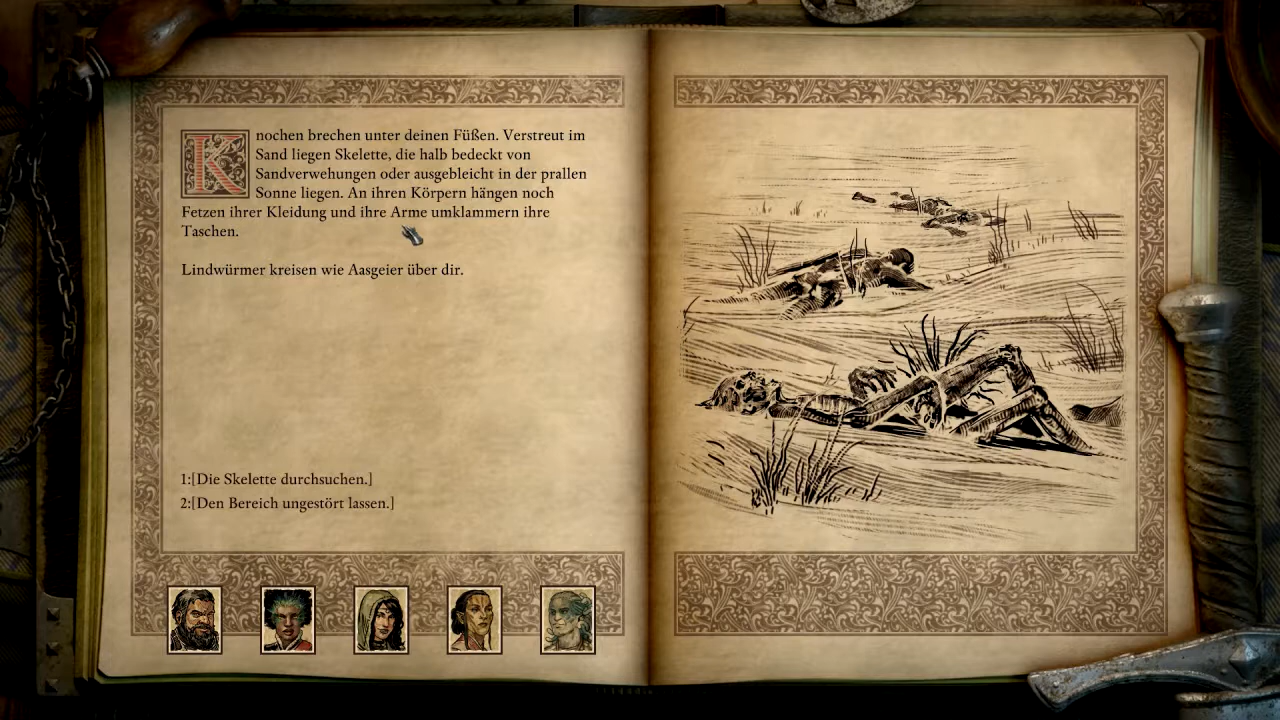 Knochen brechen unter deinen Füßen. Verstreut im
Sand liegen Skelette, die halb bedeckt von
Sandverwehungen oder ausgebleicht in der prallen
Sonne liegen. An ihren Körpern hängen noch
Fetzen ihrer Kleidung und ihre Arme umklammern ihre
Taschen.
Lindwürmer kreisen wie Aasgeier über dir.
1:[Die Skelette durchsuchen.]
2:[Den Bereich ungestört lassen.]